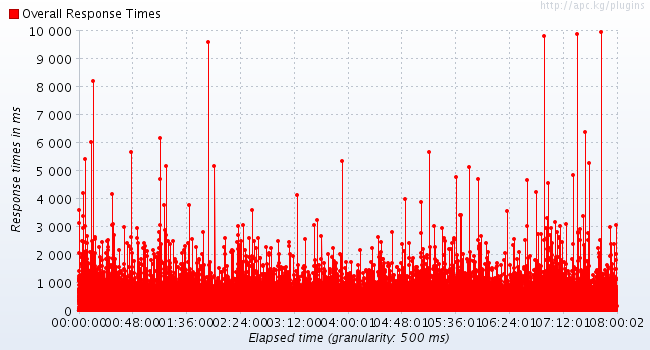 http://apc.kg/plugins
Overall Response Times
10 000
9 000
8 000
7 000
6 000
5 000
4 000
3 000
2 000
1 000
0
Response times in ms
00:00:00 00:48:00 01:36:00 02:24:00 03:12:00 04:00:01 04:48:01 05:36:01 06:24:01 07:12:01 08:00:02
Elapsed time (granularity: 500 ms)